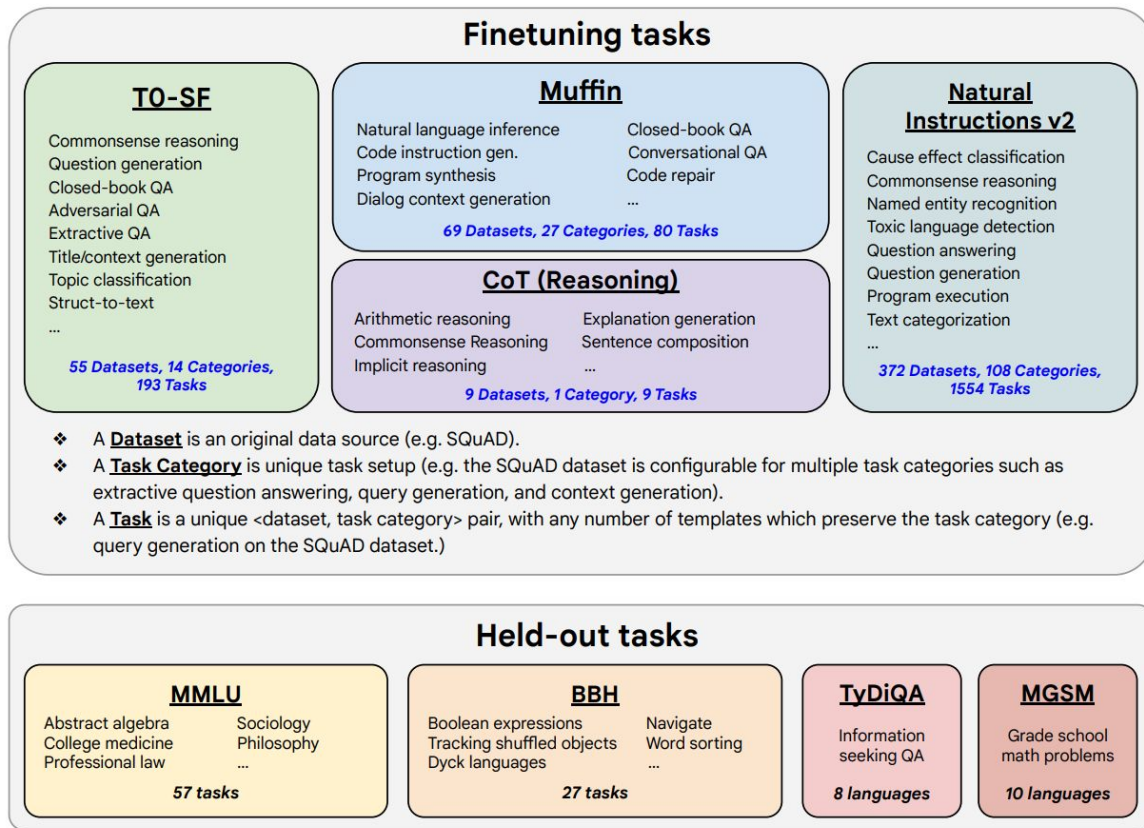 Finetuning tasks
T0-SF
Commonsense reasoning
Question generation
Closed-book QA
Adversarial QA
Extractive QA
Title/context generation
Topic classification
Struct-to-text
...
55 Datasets, 14 Categories,
193 Tasks
Muffin
Natural language inference
Code instruction gen.
Program synthesis
Dialog context generation
Closed-book QA
Conversational QA
Code repair
...
69 Datasets, 27 Categories, 80 Tasks
CoT (Reasoning)
Arithmetic reasoning
Commonsense Reasoning
Implicit reasoning
Explanation generation
Sentence composition
...
9 Datasets, 1 Category, 9 Tasks
Natural
Instructions v2
Cause effect classification
Commonsense reasoning
Named entity recognition
Toxic language detection
Question answering
Question generation
Program execution
Text categorization
...
372 Datasets, 108 Categories,
1554 Tasks
❖ A Dataset is an original data source (e.g. SQuAD).
❖ A Task Category is unique task setup (e.g. the SQuAD dataset is configurable for multiple task categories such as
extractive question answering, query generation, and context generation).
❖ A Task is a unique <dataset, task category> pair, with any number of templates which preserve the task category (e.g.
query generation on the SQuAD dataset.)
Held-out tasks
MMLU
Abstract algebra
College medicine
Professional law
Sociology
Philosophy
...
57 tasks
BBH
Boolean expressions
Tracking shuffled objects
Dyck languages
Navigate
Word sorting
...
27 tasks
TyDiQA
Information
seeking QA
8 languages
MGSM
Grade school
math problems
10 languages